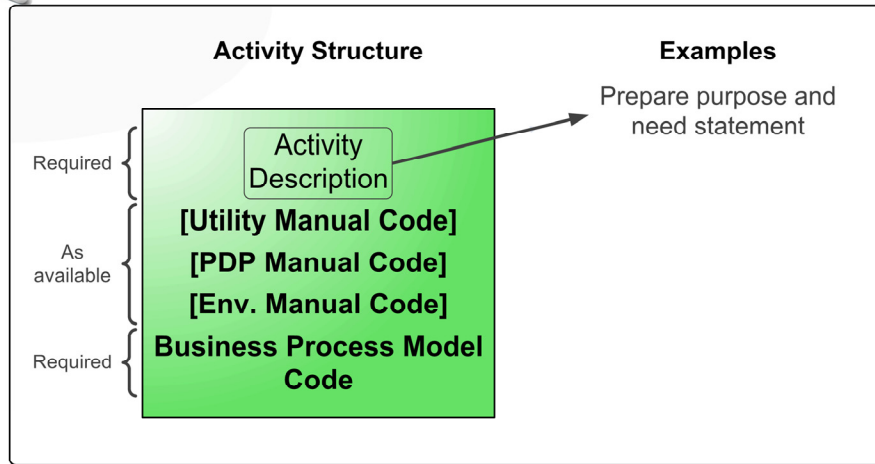 Activity Structure
Examples
Prepare purpose and
need statement
Required
Activity
Description
[Utility Manual Code]
As
available
[PDP Manual Code]
[Env. Manual Code]
Required
Business Process Model
Code